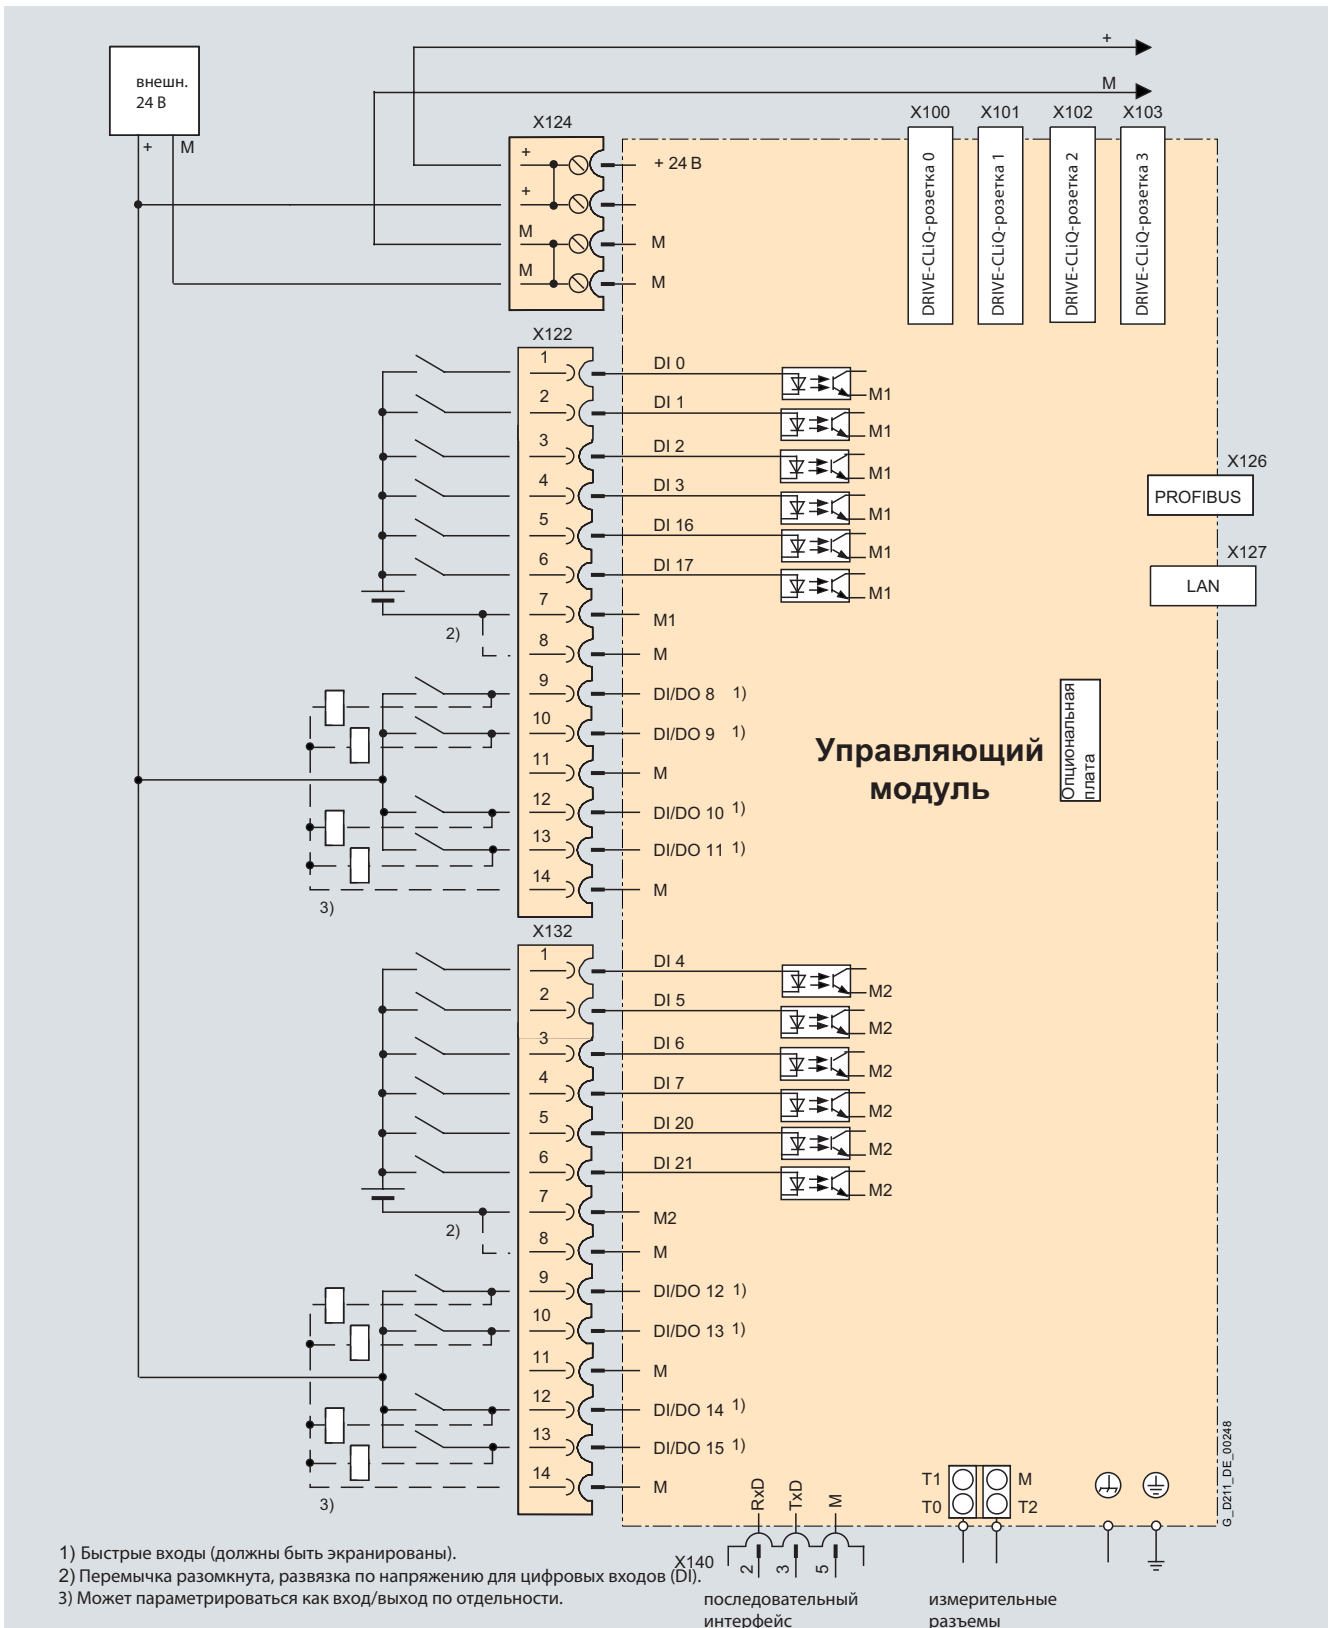 +
M
внешн.
24 В
+ M
X124
X100 X101 X102 X103
DRIVE-CLiQ-розетка 0
DRIVE-CLiQ-розетка 1
DRIVE-CLiQ-розетка 2
DRIVE-CLiQ-розетка 3
+ + 24 В
+
M M
M M
X122
1 DI 0 M1
2 DI 1 M1
3 DI 2 M1
4 DI 3 M1
5 DI 16 M1
6 DI 17 M1
7 M1
2)
8 M
9 DI/DO 8 1)
10 DI/DO 9 1)
11 M
12 DI/DO 10 1)
13 DI/DO 11 1)
14 M
3)
X126
PROFIBUS
X127
LAN
Управляющий
модуль
Опциональная
плата
X132
1 DI 4 M2
2 DI 5 M2
3 DI 6 M2
4 DI 7 M2
5 DI 20 M2
6 DI 21 M2
7 M2
2)
8 M
9 DI/DO 12 1)
10 DI/DO 13 1)
11 M
12 DI/DO 14 1)
13 DI/DO 15 1)
14 M
3)
RxD TxD M
T1 M
T0 T2
G_D211_DE_00248
X140
2 3 5
последовательный
интерфейс
измерительные
разъемы
1) Быстрые входы (должны быть экранированы).
2) Перемычка разомкнута, развязка по напряжению для цифровых входов (DI).
3) Может параметрироваться как вход/выход по отдельности.